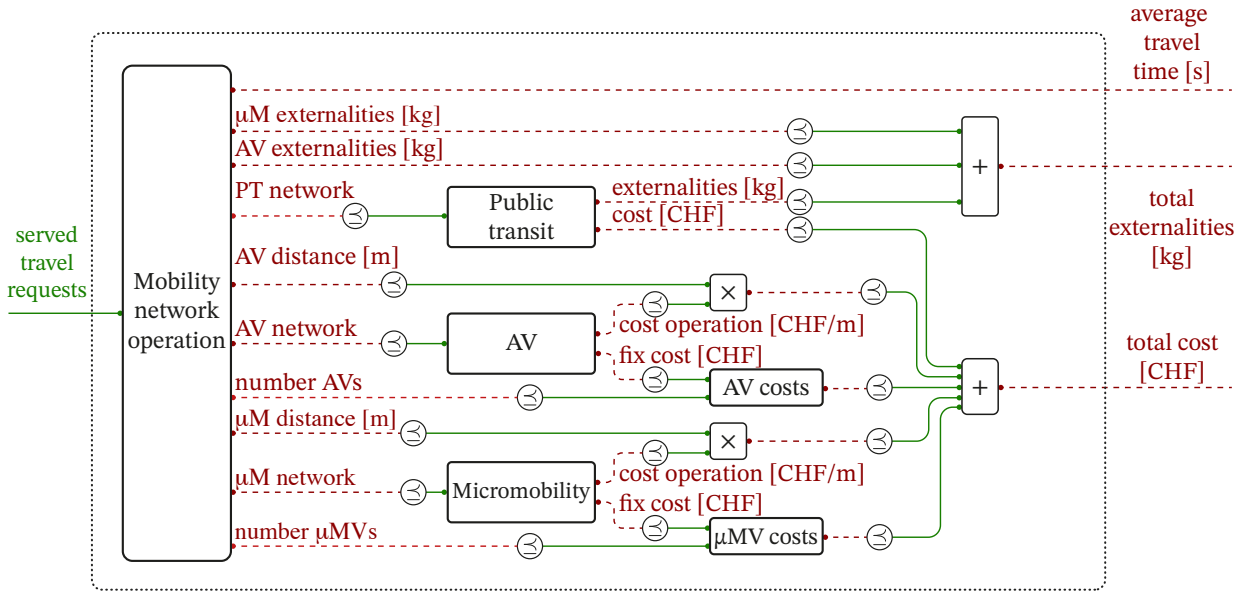 average
travel
time [s]
μM externalities [kg]
AV externalities [kg]
+
PT network
Public
transit
externalities [kg]
cost [CHF]
total
externalities
[kg]
served
travel
requests
Mobility
network
operation
AV distance [m]
×
AV network
AV
cost operation [CHF/m]
fix cost [CHF]
total cost
[CHF]
number AVs
AV costs
+
μM distance [m]
×
μM network
Micromobility
cost operation [CHF/m]
fix cost [CHF]
number μMVs
μMV costs